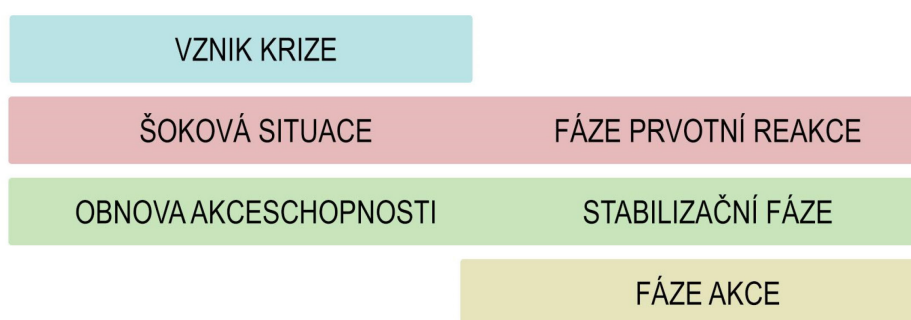 VZNIK KRIZE
ŠOKOVÁ SITUACE FÁZE PRVOTNÍ REAKCE
OBNOVA AKCESCHOPNOSTI STABILIZAČNÍ FÁZE
FÁZE AKCE